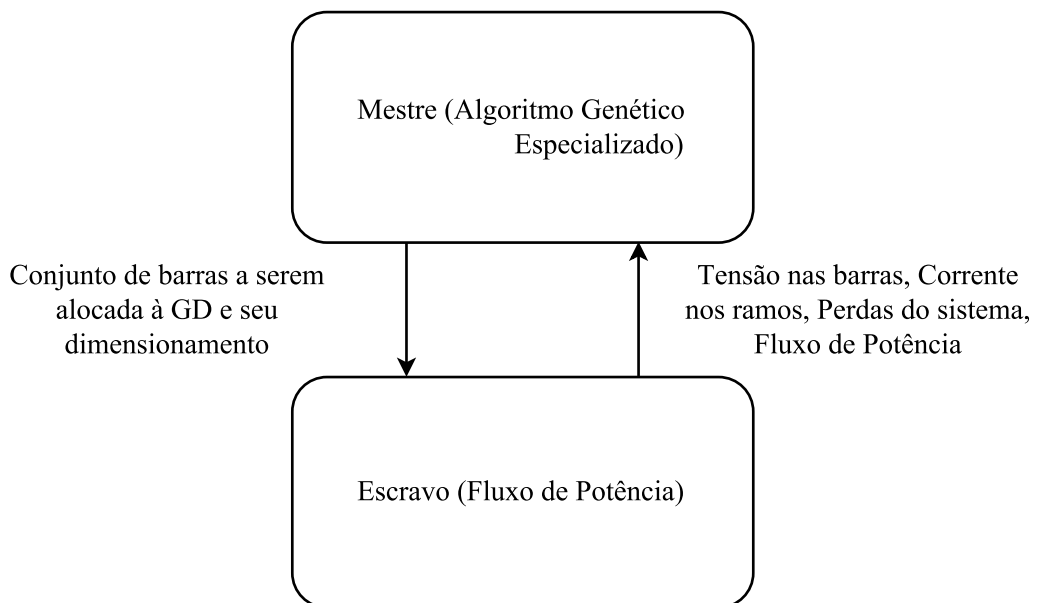 Mestre (Algoritmo Genético
Especializado)
Conjunto de barras a serem
alocada à GD e seu
dimensionamento
Tensão nas barras, Corrente
nos ramos, Perdas do sistema,
Fluxo de Potência
Escravo (Fluxo de Potência)